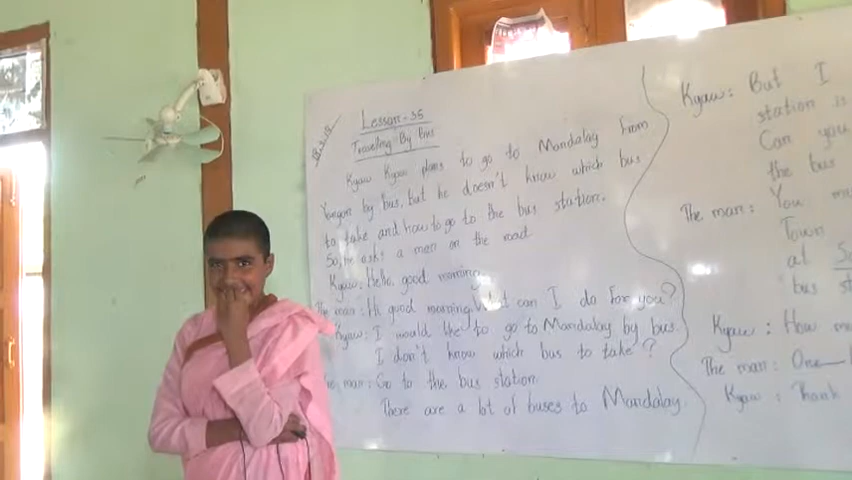 Lesson-35
Travelling By Bus
Kyaw Kyaw plans to go to Mandalay from
Yangon by bus, but he doesn't know which bus
to take and how to go to the bus station.
So, he asks a man on the road
Kyaw: Hello, good morning.
The man: Hi good morning. What can I do for you?
Kyaw: I would like to go to Mandalay by bus.
I don't know which bus to take?
The man: Go to the bus station.
There are a lot of buses to Mandalay.
Kyaw: But I
station is
Can you
the bus
The man: You
Town
at
bus
Kyaw: How
The man: One
Kyaw: Thank